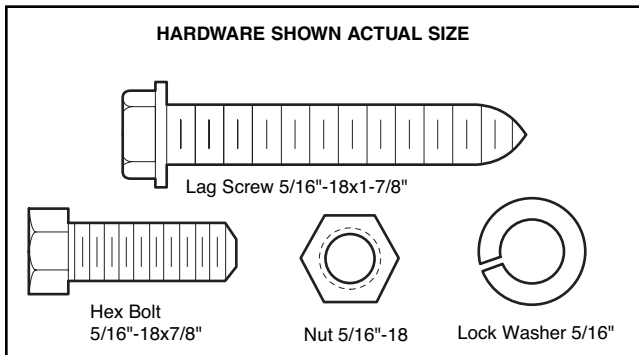 HARDWARE SHOWN ACTUAL SIZE
Lag Screw 5/16"-18x1-7/8"
Hex Bolt
5/16"-18x7/8"
Nut 5/16"-18
Lock Washer 5/16"